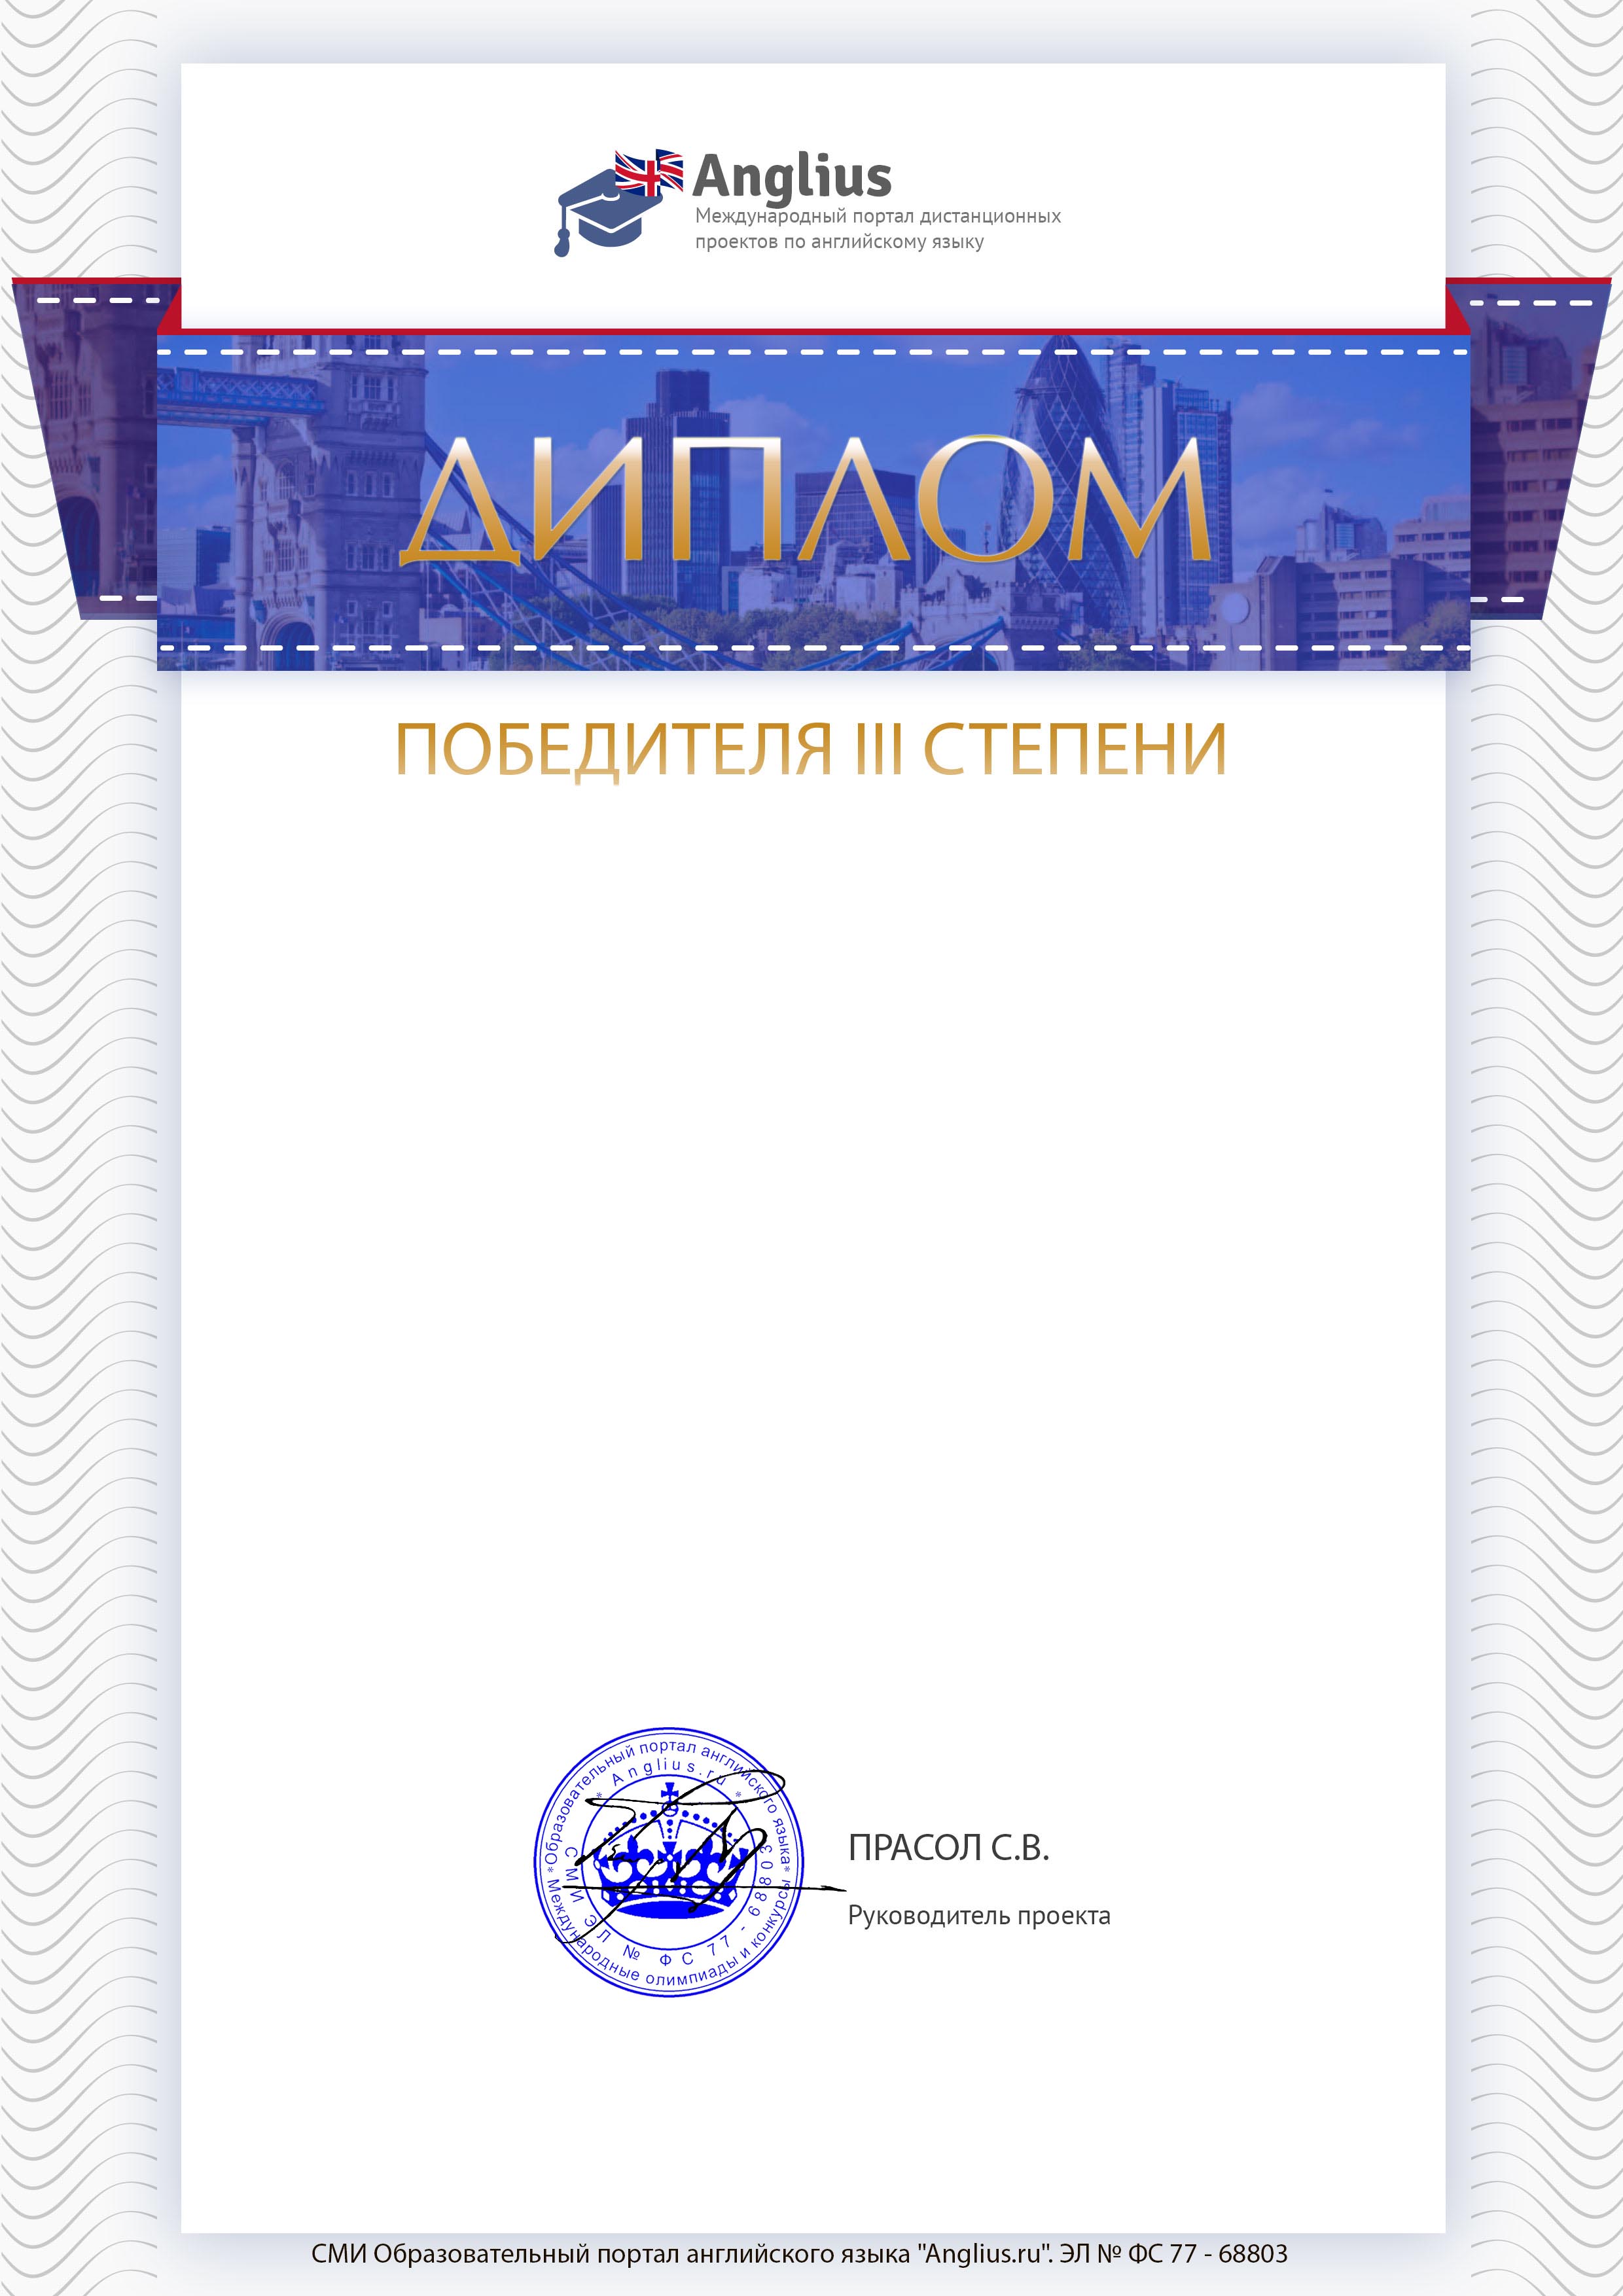 Anglius
Международный портал дистанционных
проектов по английскому языку
ДИПЛОМ
ПОБЕДИТЕЛЯ III СТЕПЕНИ
*Образовательный портал английского языка*
Международные олимпиады и конкурсы
* Anglius.ru *
СМИ ЭЛ № ФС 77 - 68803
ПРАСОЛ С.В.
Руководитель проекта
СМИ Образовательный портал английского языка "Anglius.ru". ЭЛ № ФС 77 - 68803